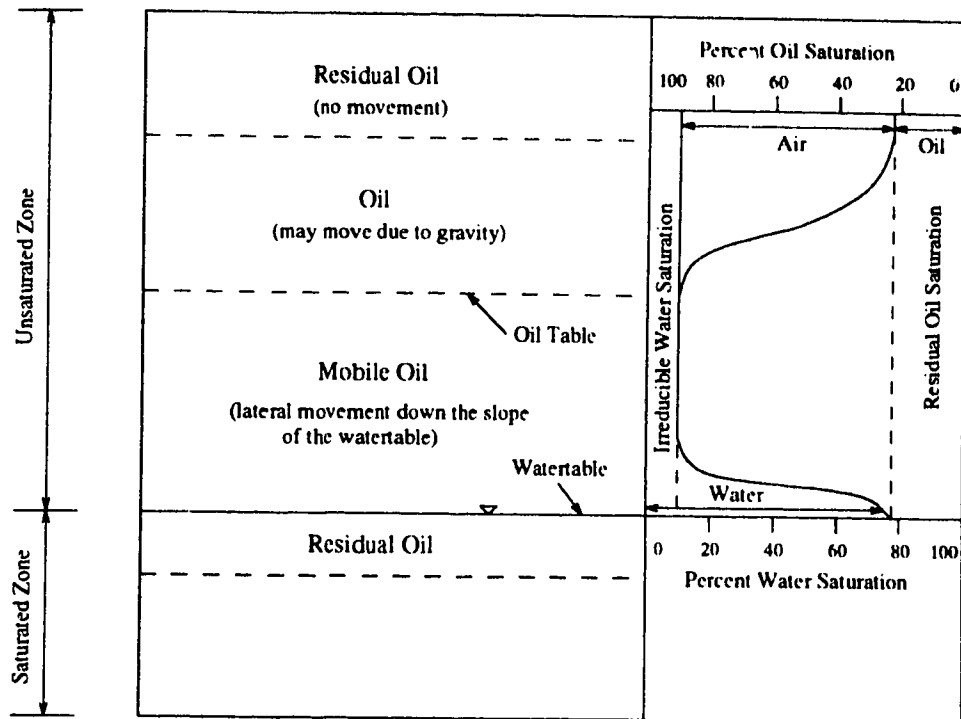 Unsaturated Zone
Saturated Zone
Residual Oil
(no movement)
Oil
(may move due to gravity)
Oil Table
Mobile Oil
(lateral movement down the slope
of the watertable)
Watertable
Residual Oil
Percent Oil Saturation
100 80 60 40 20 0
Air
Oil
Irreducible Water Saturation
Residual Oil Saturation
Water
0 20 40 60 80 100
Percent Water Saturation